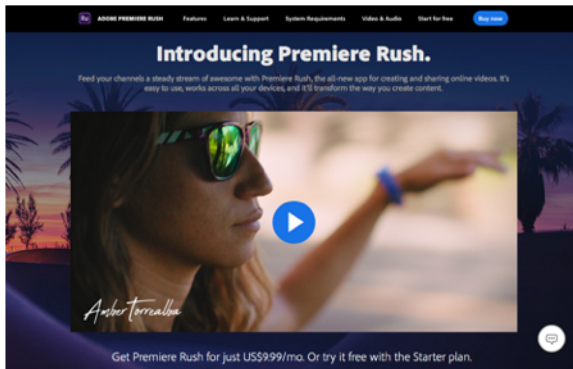 Ru ADOBE PREMIERE RUSH Features Learn & Support System Requirements Video & Audio Start for free Buy now
Introducing Premiere Rush.
Feed your channels a steady stream of awesome with Premiere Rush, the all-new app for creating and sharing online videos. It's
easy to use, works across all your devices, and it'll transform the way you create content.
Amber Torrealba
Get Premiere Rush for just US$9.99/mo. Or try it free with the Starter plan.